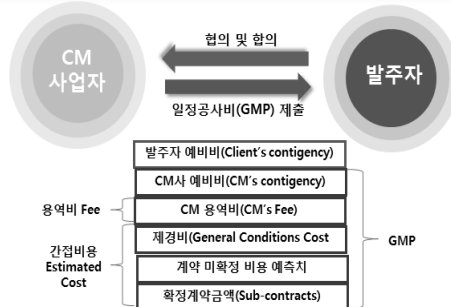 CM
사업자
협의 및 합의
발주자
일정공사비(GMP) 제출
발주자 예비비(Client's contigency)
CM사 예비비(CM's contigency)
용역비 Fee
CM 용역비(CM's Fee)
제경비(General Conditions Cost
GMP
간접비용
Estimated
Cost
계약 미확정 비용 예측치
확정계약금액(Sub-contracts)